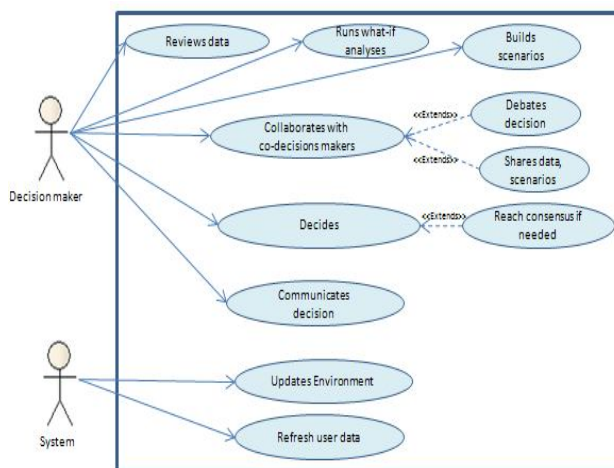 Reviews data
Runs what-if
analyses
Builds
scenarios
Decision maker
Collaborates with
co-decisions makers
<<Extends>>
Debates
decision
<<Extends>>
Shares data,
scenarios
Decides
<<Extends>>
Reach consensus if
needed
Communicates
decision
System
Updates Environment
Refresh user data